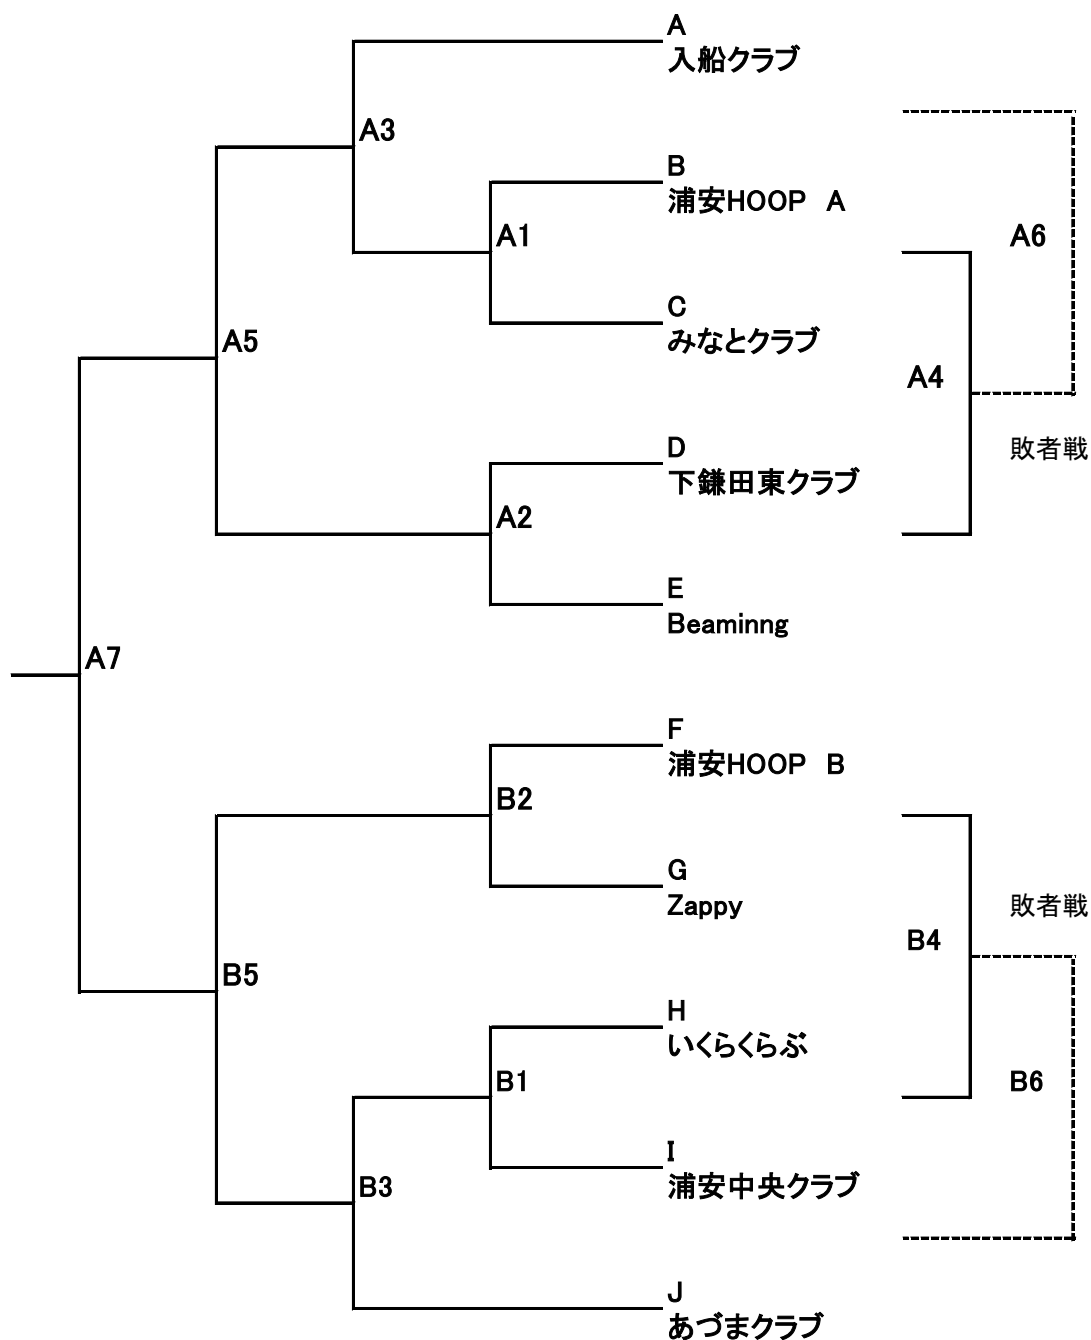 A
入船クラブ
A3
B
浦安HOOP　A
A1
A6
C
みなとクラブ
A5
A4
D
下鎌田東クラブ
敗者戦
A2
E
Beaminng
A7
F
浦安HOOP　B
B2
G
Zappy
敗者戦
B4
B5
H
いくらくらぶ
B1
B6
I
浦安中央クラブ
B3
J
あづまクラブ